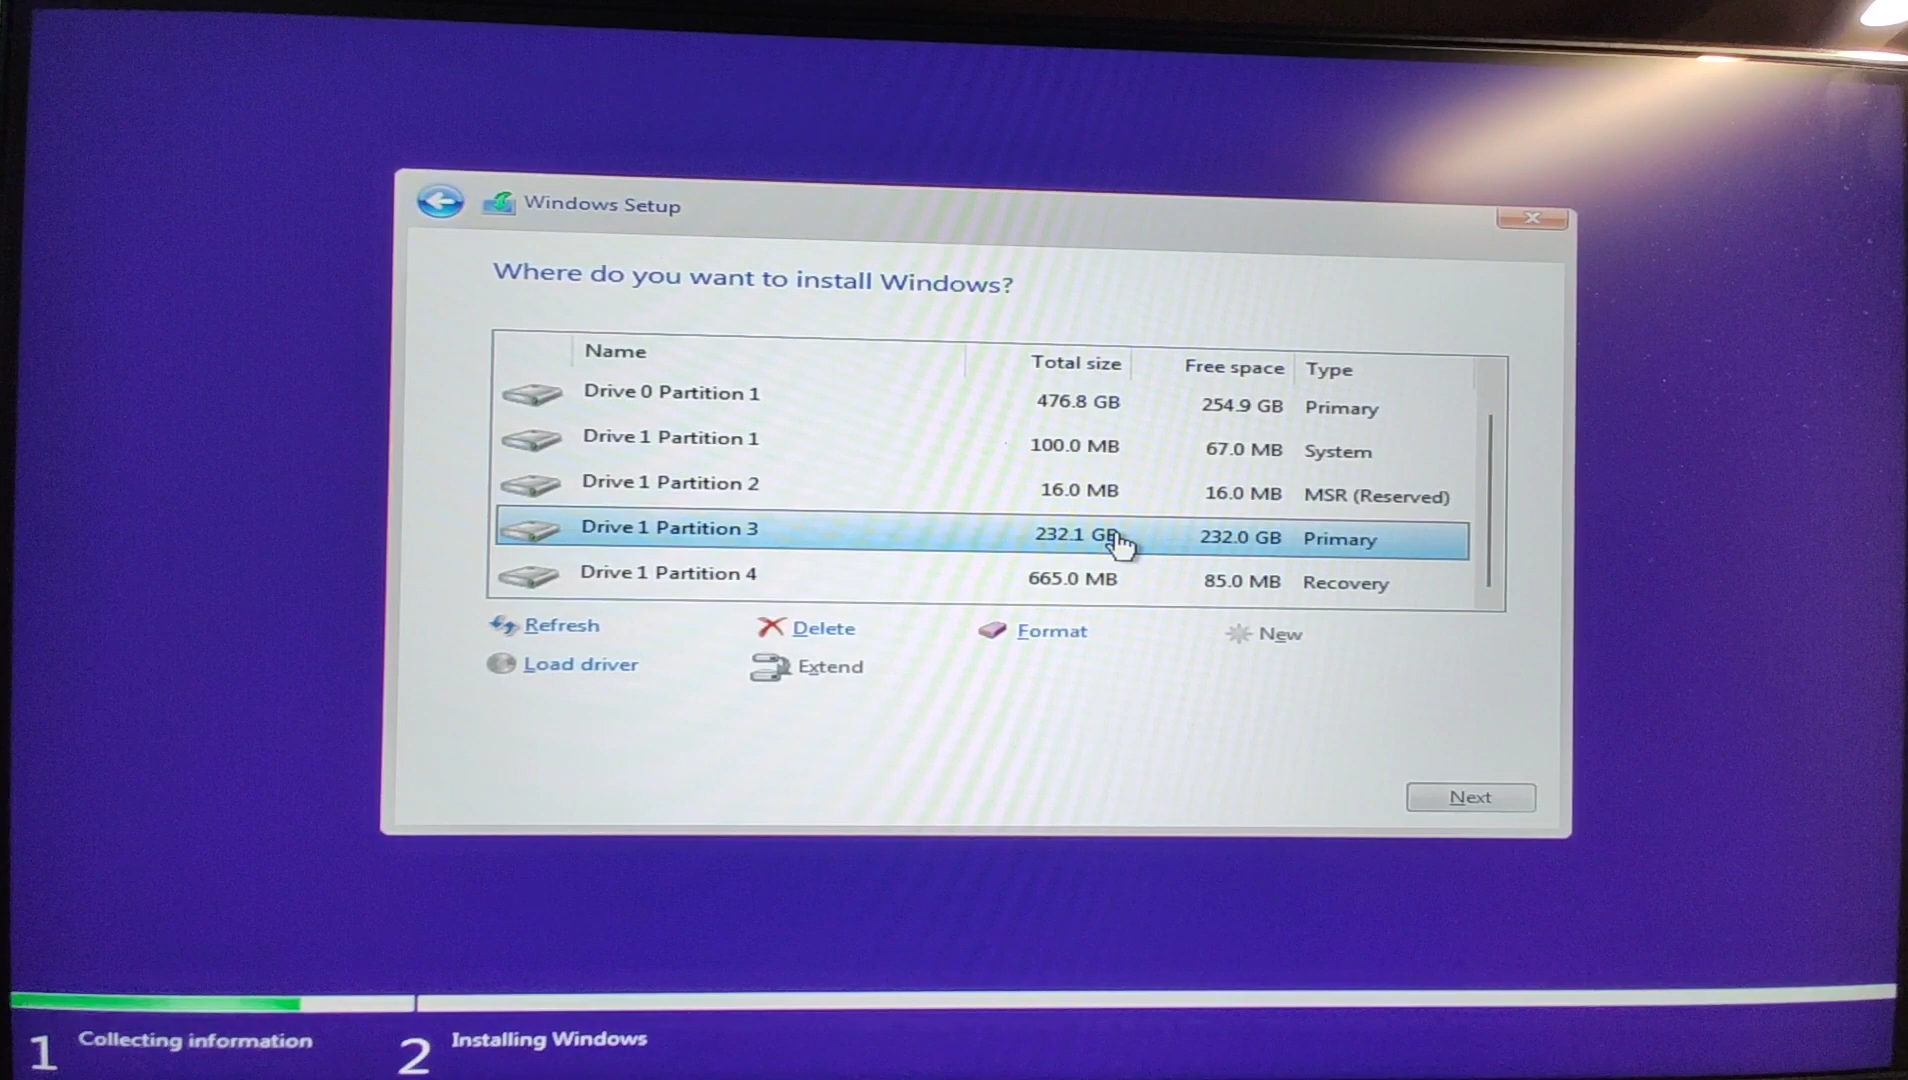 Windows Setup
Where do you want to install Windows?
Name Total size Free space Type
Drive 0 Partition 1 476.8 GB 254.9 GB Primary
Drive 1 Partition 1 100.0 MB 67.0 MB System
Drive 1 Partition 2 16.0 MB 16.0 MB MSR (Reserved)
Drive 1 Partition 3 232.1 GB 232.0 GB Primary
Drive 1 Partition 4 665.0 MB 85.0 MB Recovery
Refresh Delete Format New
Load driver Extend
Next
1 Collecting information 2 Installing Windows